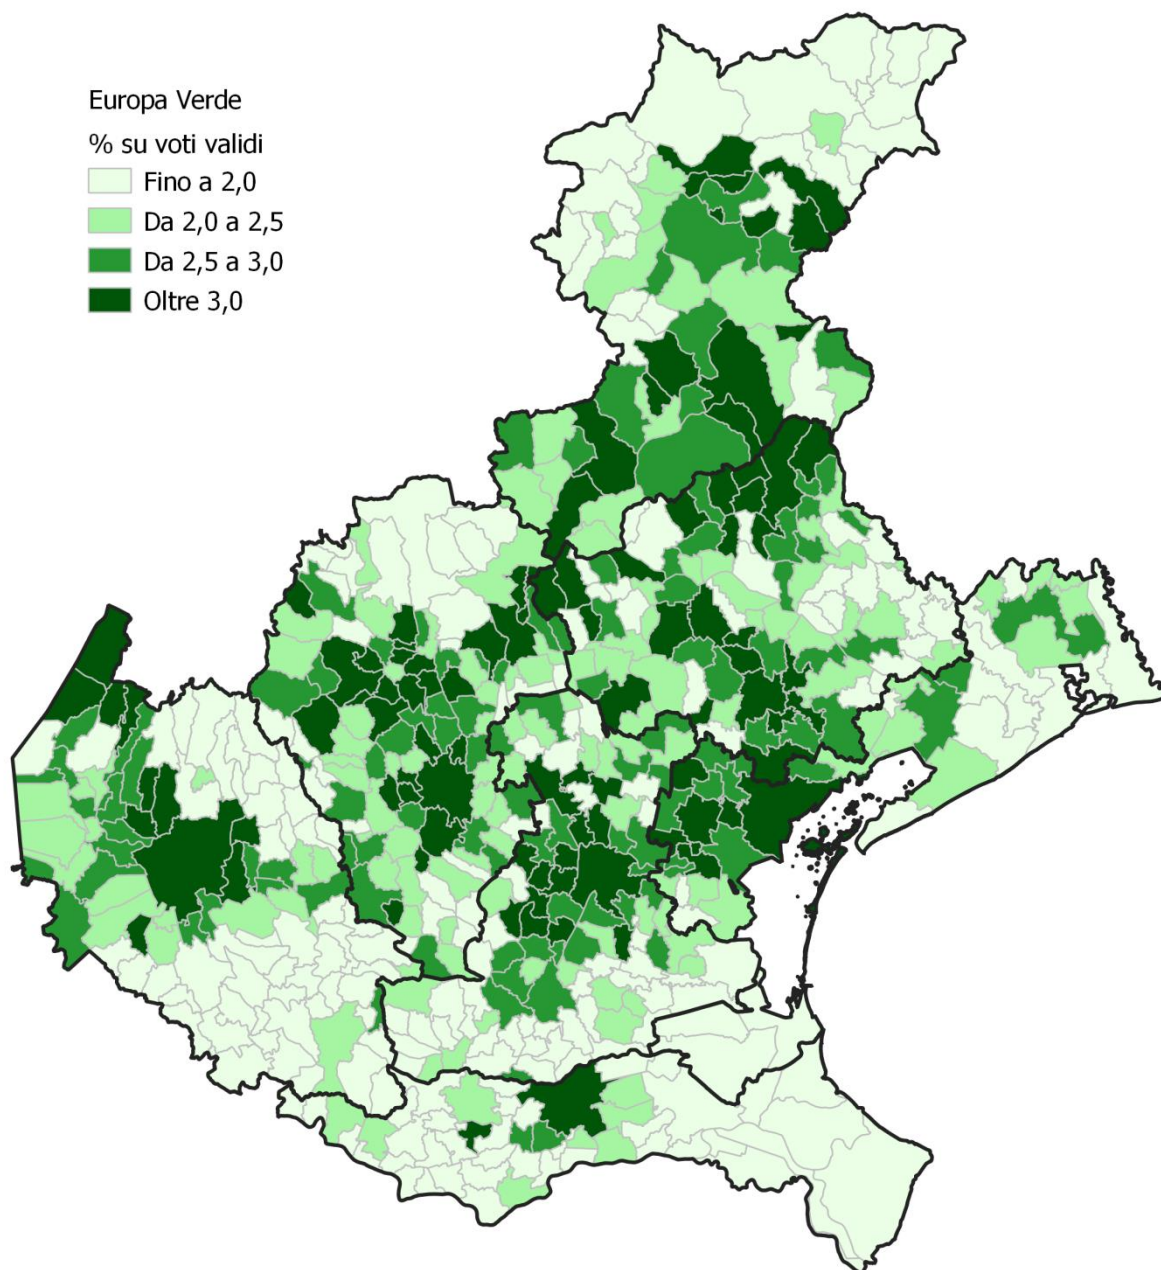 Europa Verde
% su voti validi
Fino a 2,0
Da 2,0 a 2,5
Da 2,5 a 3,0
Oltre 3,0